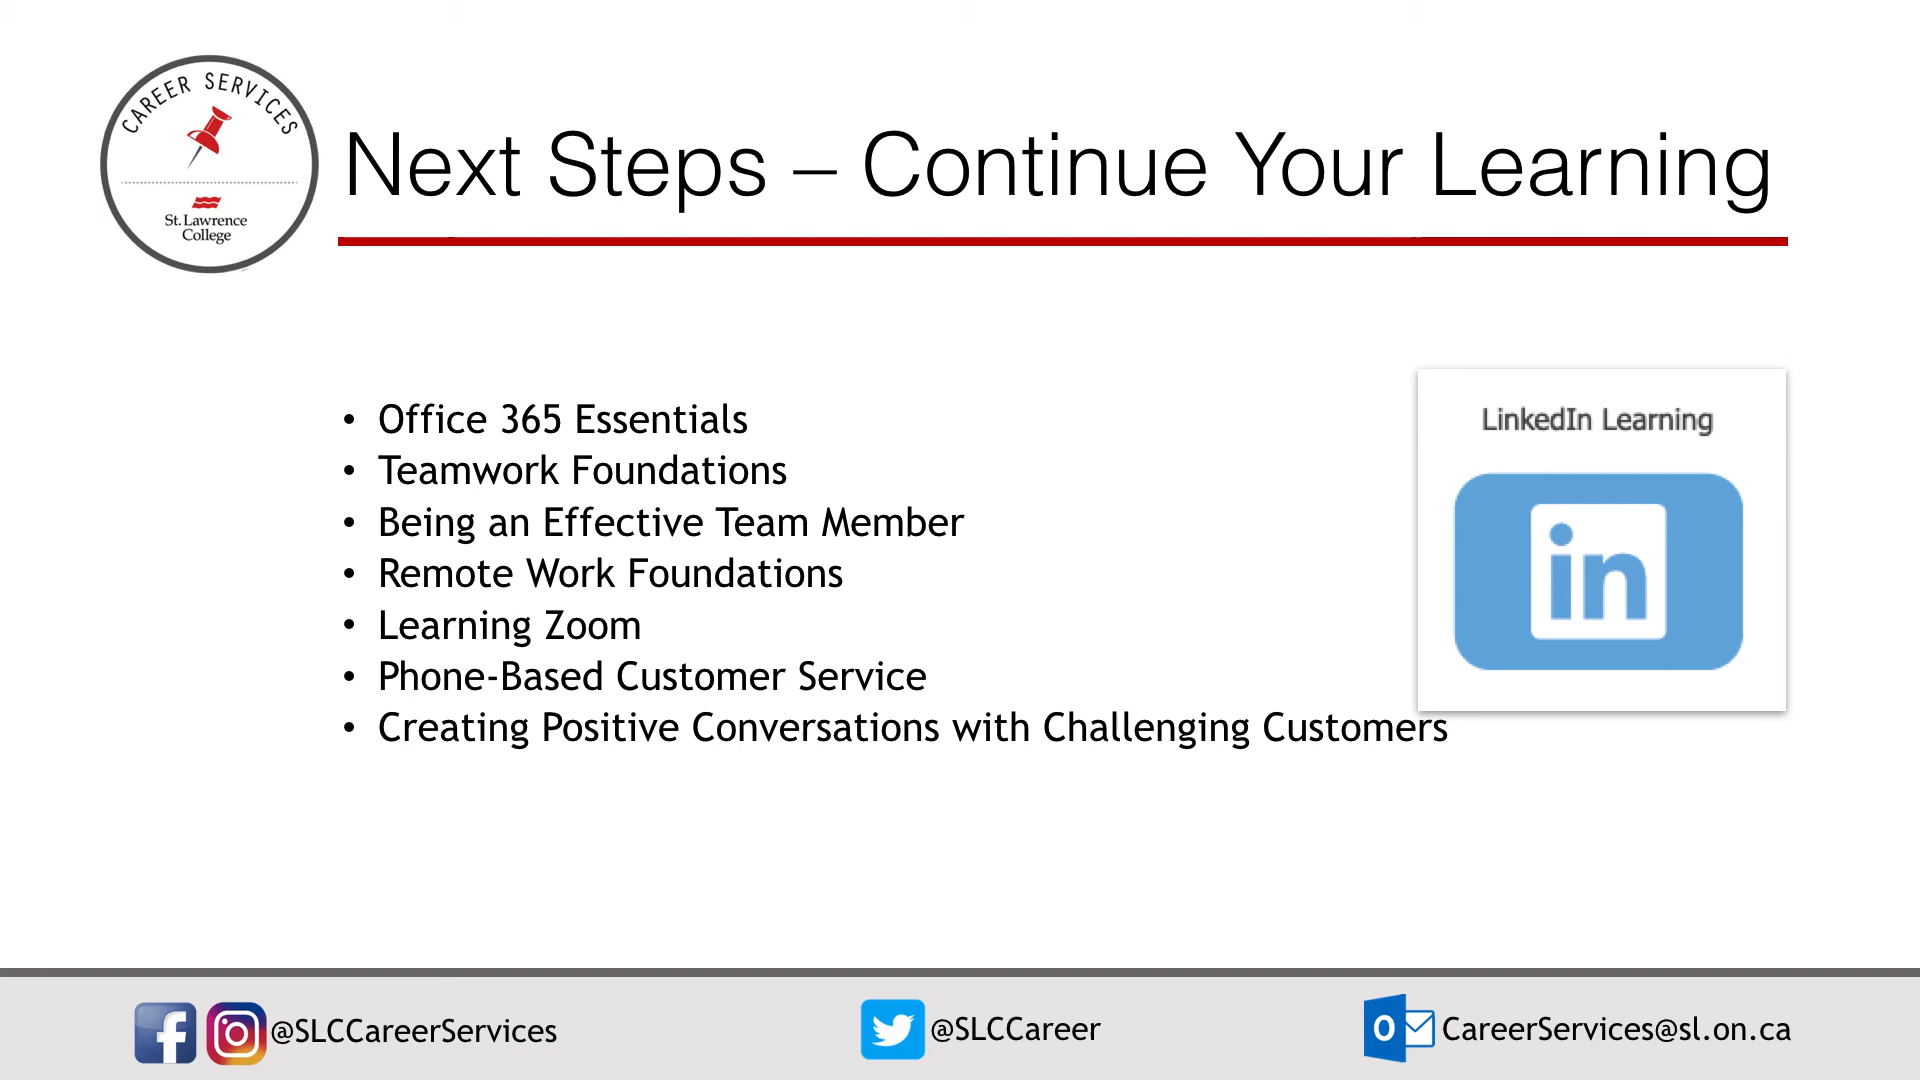 CAREER SERVICES
St. Lawrence
College
Next Steps – Continue Your Learning
• Office 365 Essentials
• Teamwork Foundations
• Being an Effective Team Member
• Remote Work Foundations
• Learning Zoom
• Phone-Based Customer Service
• Creating Positive Conversations with Challenging Customers
LinkedIn Learning
in
@SLCCareerServices
@SLCCareer
CareerServices@sl.on.ca